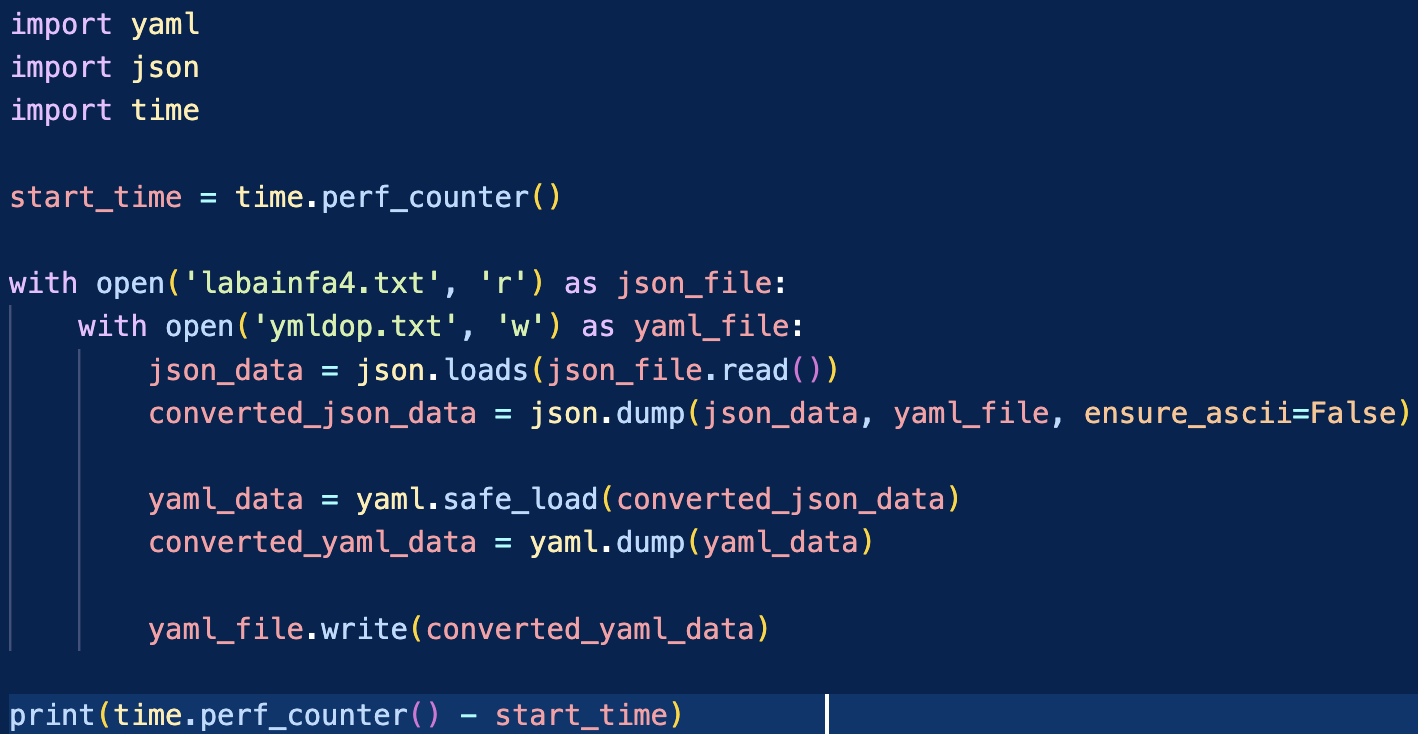 import yaml
import json
import time
start_time = time.perf_counter()
with open('labainfa4.txt', 'r') as json_file:
    with open('ymldop.txt', 'w') as yaml_file:
        json_data = json.loads(json_file.read())
        converted_json_data = json.dump(json_data, yaml_file, ensure_ascii=False)
        yaml_data = yaml.safe_load(converted_json_data)
        converted_yaml_data = yaml.dump(yaml_data)
        yaml_file.write(converted_yaml_data)
print(time.perf_counter() - start_time)